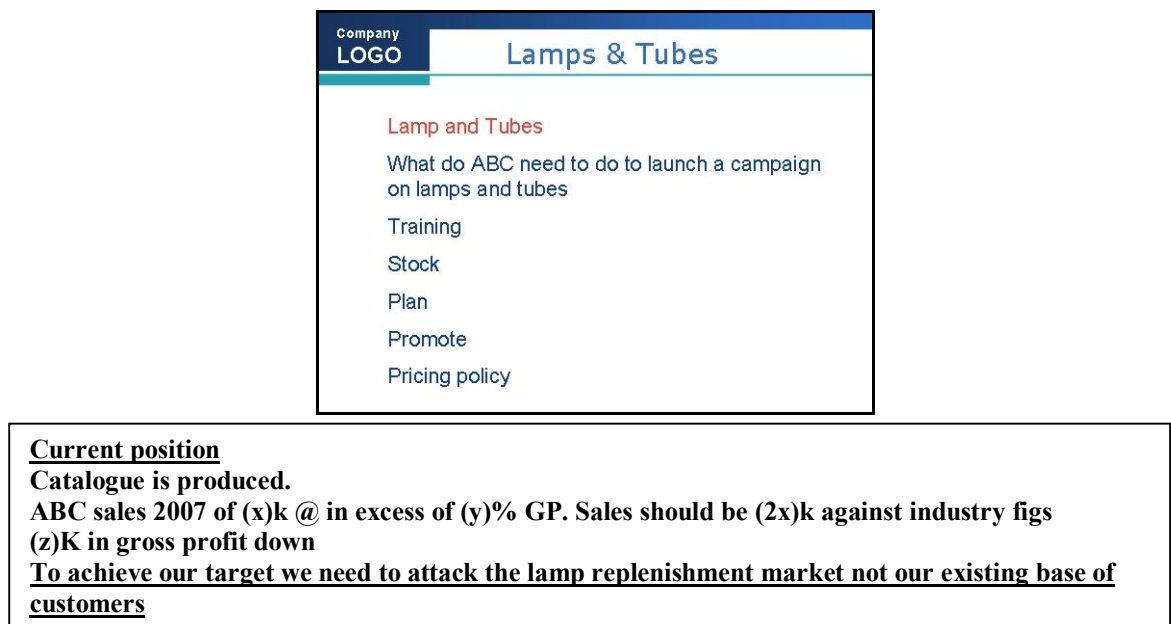 Company
LOGO
Lamps & Tubes
Lamp and Tubes
What do ABC need to do to launch a campaign
on lamps and tubes
Training
Stock
Plan
Promote
Pricing policy
Current position
Catalogue is produced.
ABC sales 2007 of (x)k @ in excess of (y)% GP. Sales should be (2x)k against industry figs
(z)K in gross profit down
To achieve our target we need to attack the lamp replenishment market not our existing base of
customers